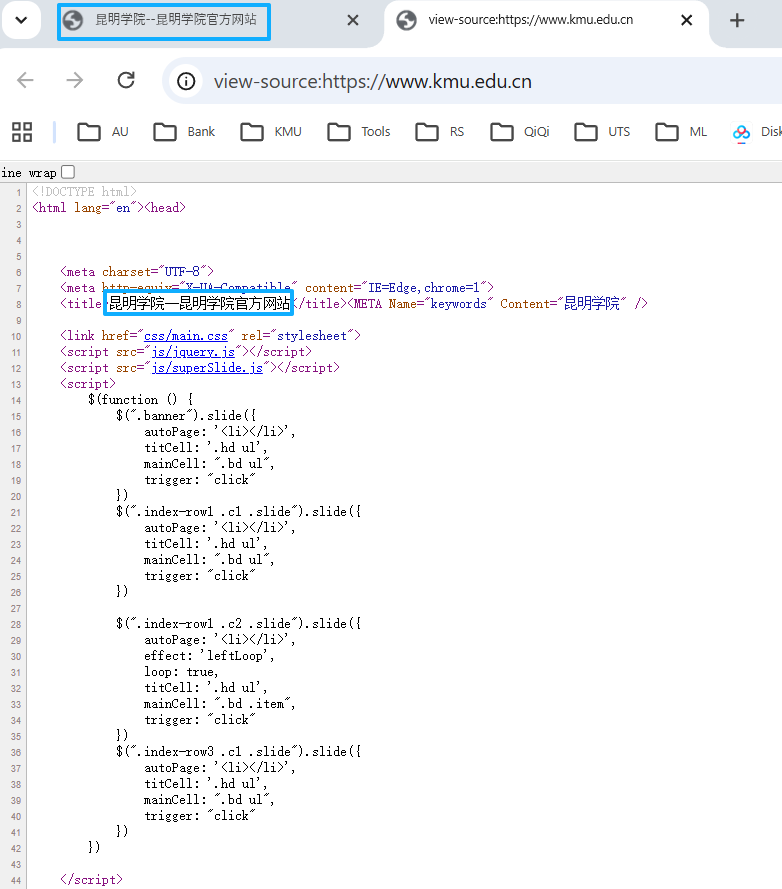 昆明学院--昆明学院官方网站 view-source:https://www.kmu.edu.cn
view-source:https://www.kmu.edu.cn
AU Bank KMU Tools RS QiQi UTS ML Disk
ine wrap
1 <!DOCTYPE html>
2 <html lang="en"><head>
3
4
5
6 <meta charset="UTF-8">
7 <meta http-equiv="X-UA-Compatible" content="IE=Edge,chrome=1">
8 <title>昆明学院--昆明学院官方网站</title><META Name="keywords" Content="昆明学院" />
9
10 <link href="css/main.css" rel="stylesheet">
11 <script src="js/jquery.js"></script>
12 <script src="js/superSlide.js"></script>
13 <script>
14 $(function () {
15 $(".banner").slide({
16 autoPage: '<li></li>',
17 titCell: '.hd ul',
18 mainCell: ".bd ul",
19 trigger: "click"
20 })
21 $(".index-row1 .c1 .slide").slide({
22 autoPage: '<li></li>',
23 titCell: '.hd ul',
24 mainCell: ".bd ul",
25 trigger: "click"
26 })
27
28 $(".index-row1 .c2 .slide").slide({
29 autoPage: '<li></li>',
30 effect: 'leftLoop',
31 loop: true,
32 titCell: '.hd ul',
33 mainCell: ".bd .item",
34 trigger: "click"
35 })
36 $(".index-row3 .c1 .slide").slide({
37 autoPage: '<li></li>',
38 titCell: '.hd ul',
39 mainCell: ".bd ul",
40 trigger: "click"
41 })
42 })
43
44 </script>